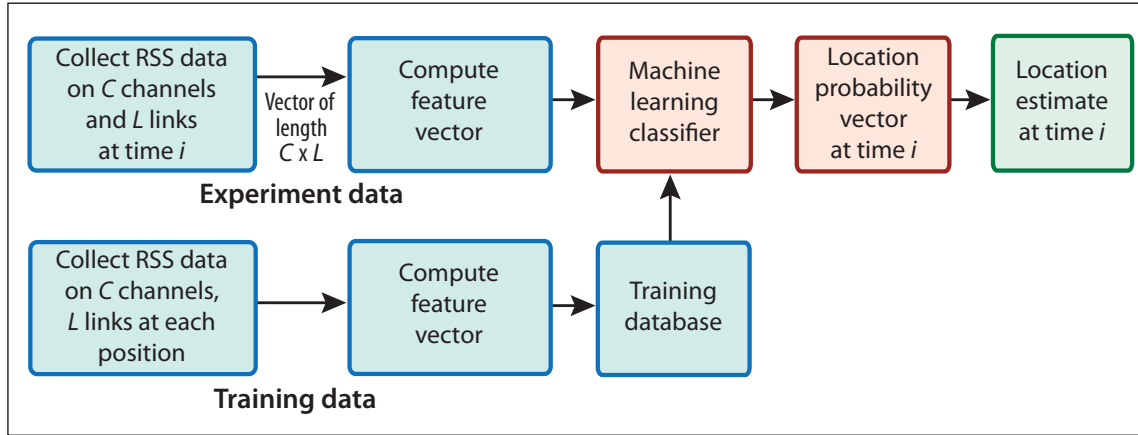 Collect RSS data
on C channels
and L links
at time i
Vector of
length
C x L
Compute
feature
vector
Machine
learning
classifier
Location
probability
vector
at time i
Location
estimate
at time i
Experiment data
Collect RSS data
on C channels,
L links at each
position
Compute
feature
vector
Training
database
Training data